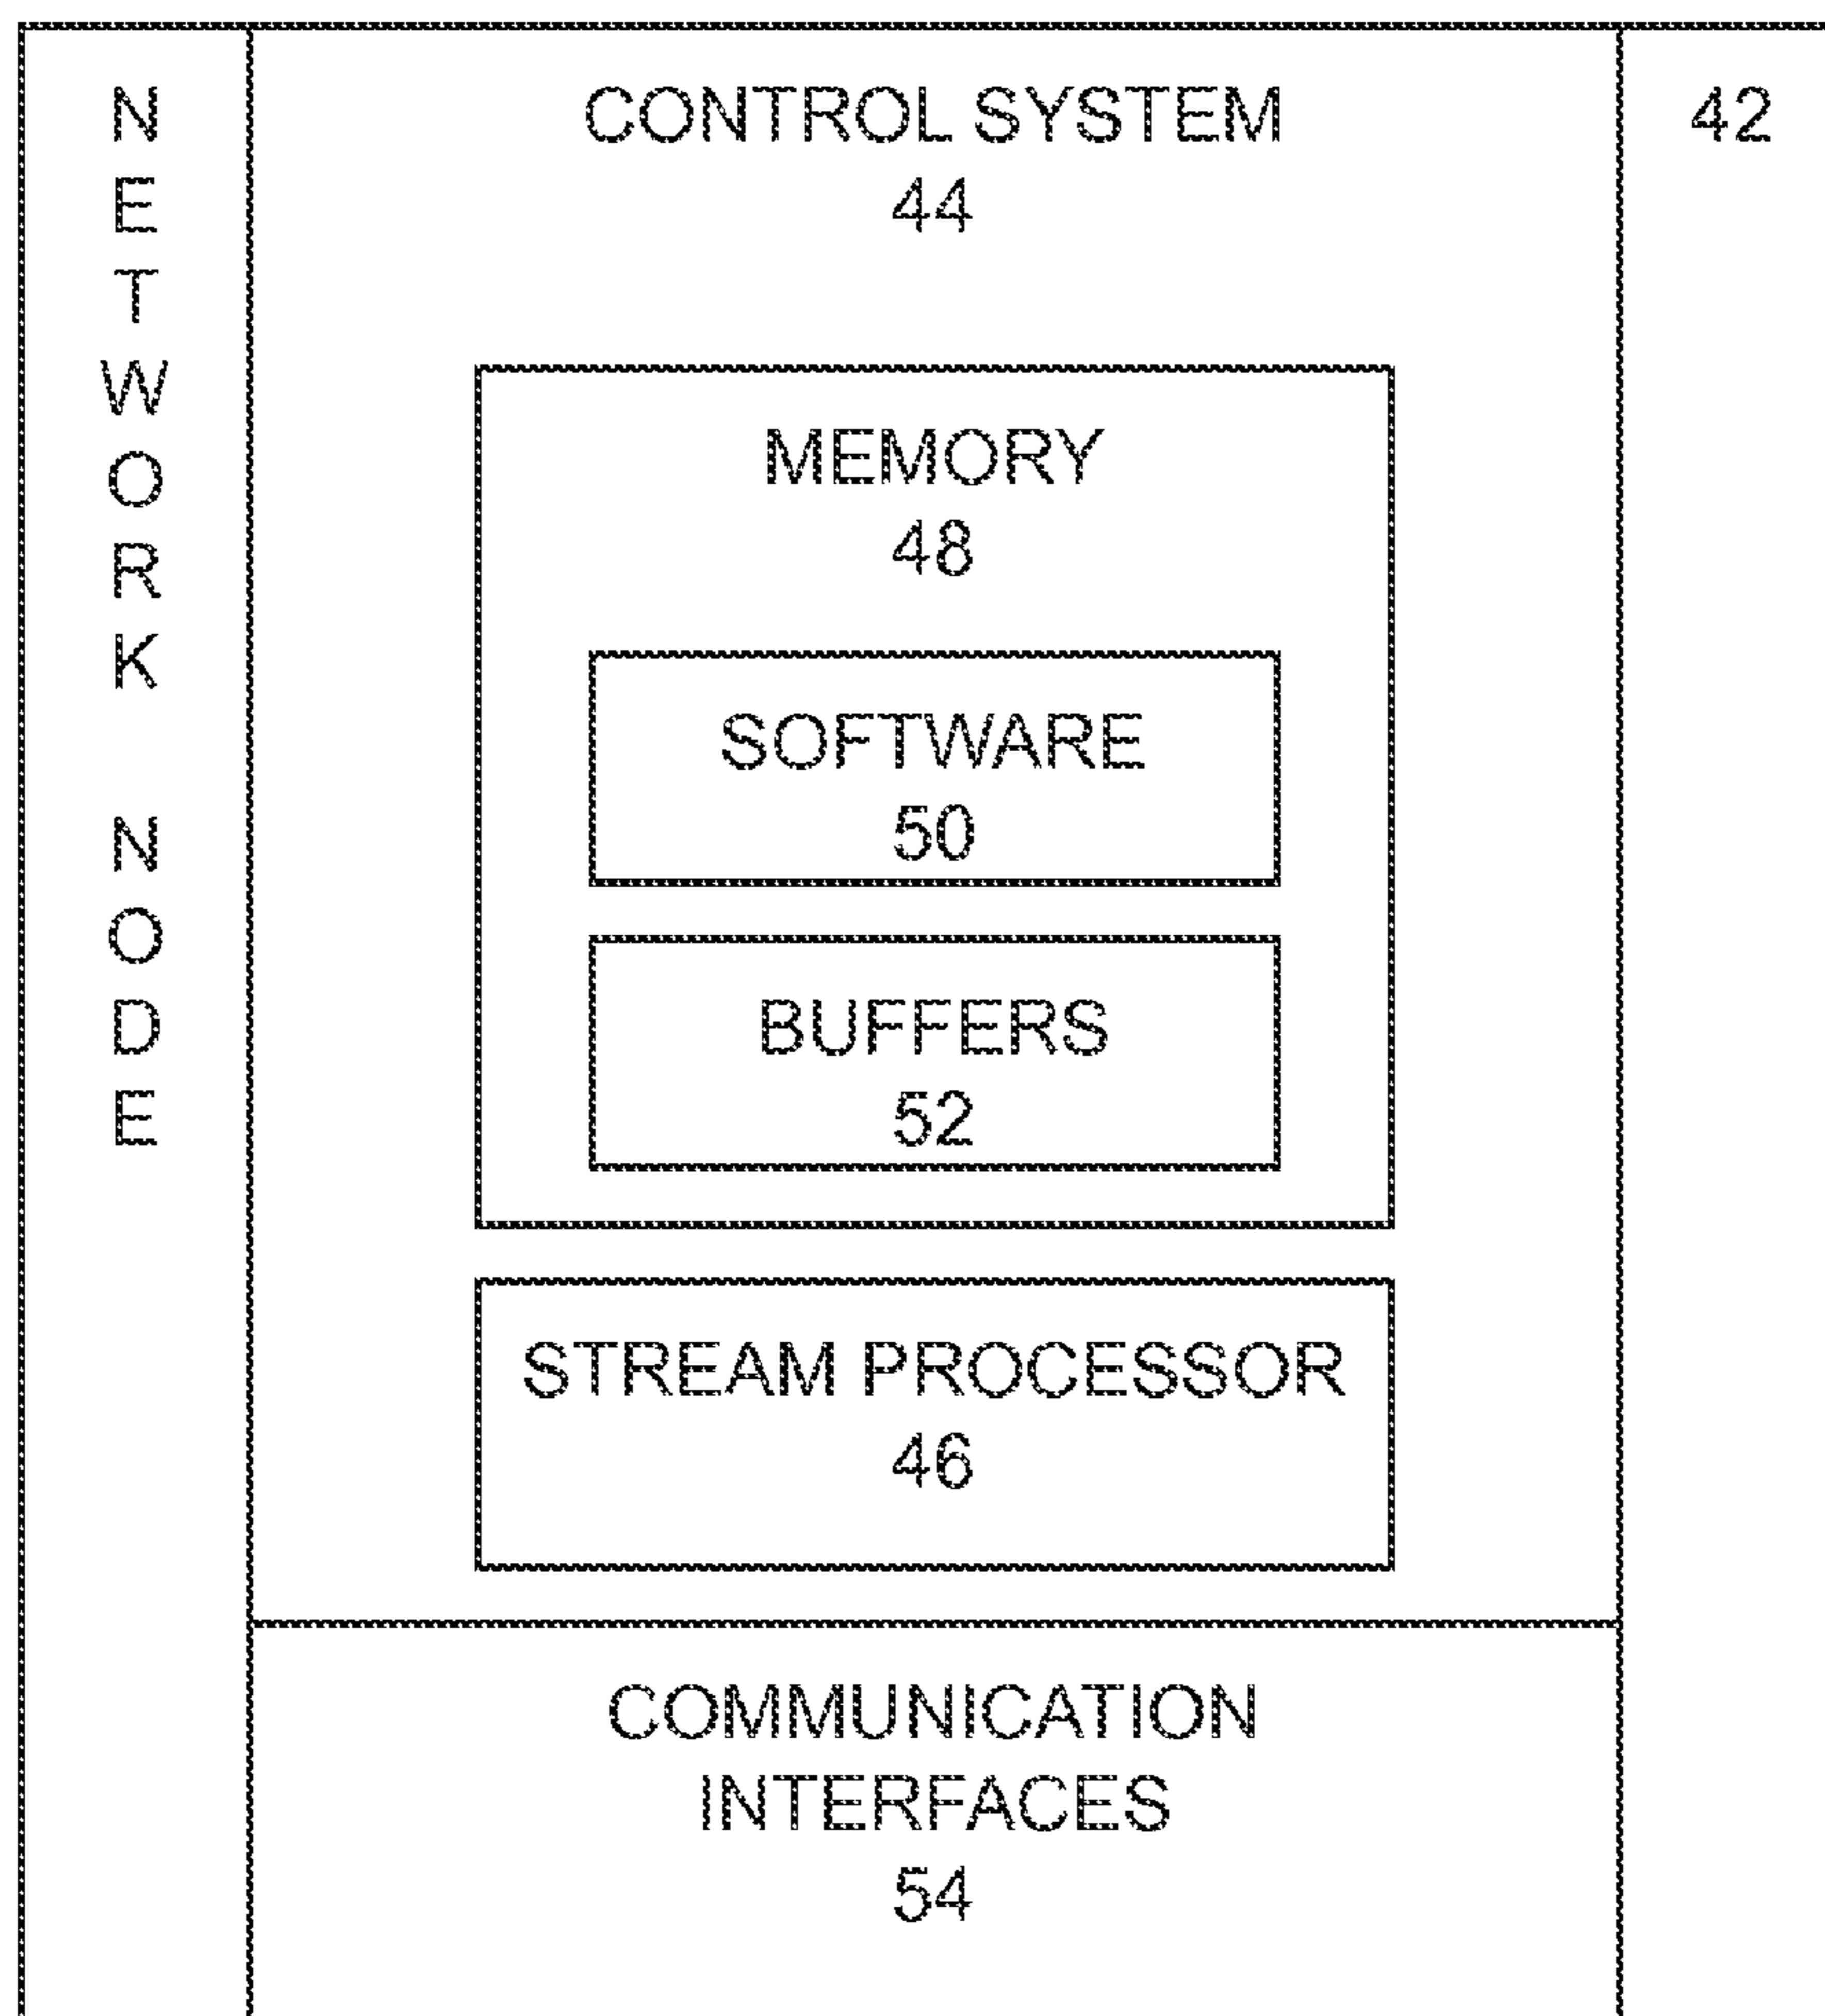 NETWORK NODE
42
CONTROL SYSTEM
44
MEMORY
48
SOFTWARE
50
BUFFERS
52
STREAM PROCESSOR
46
COMMUNICATION
INTERFACES
54